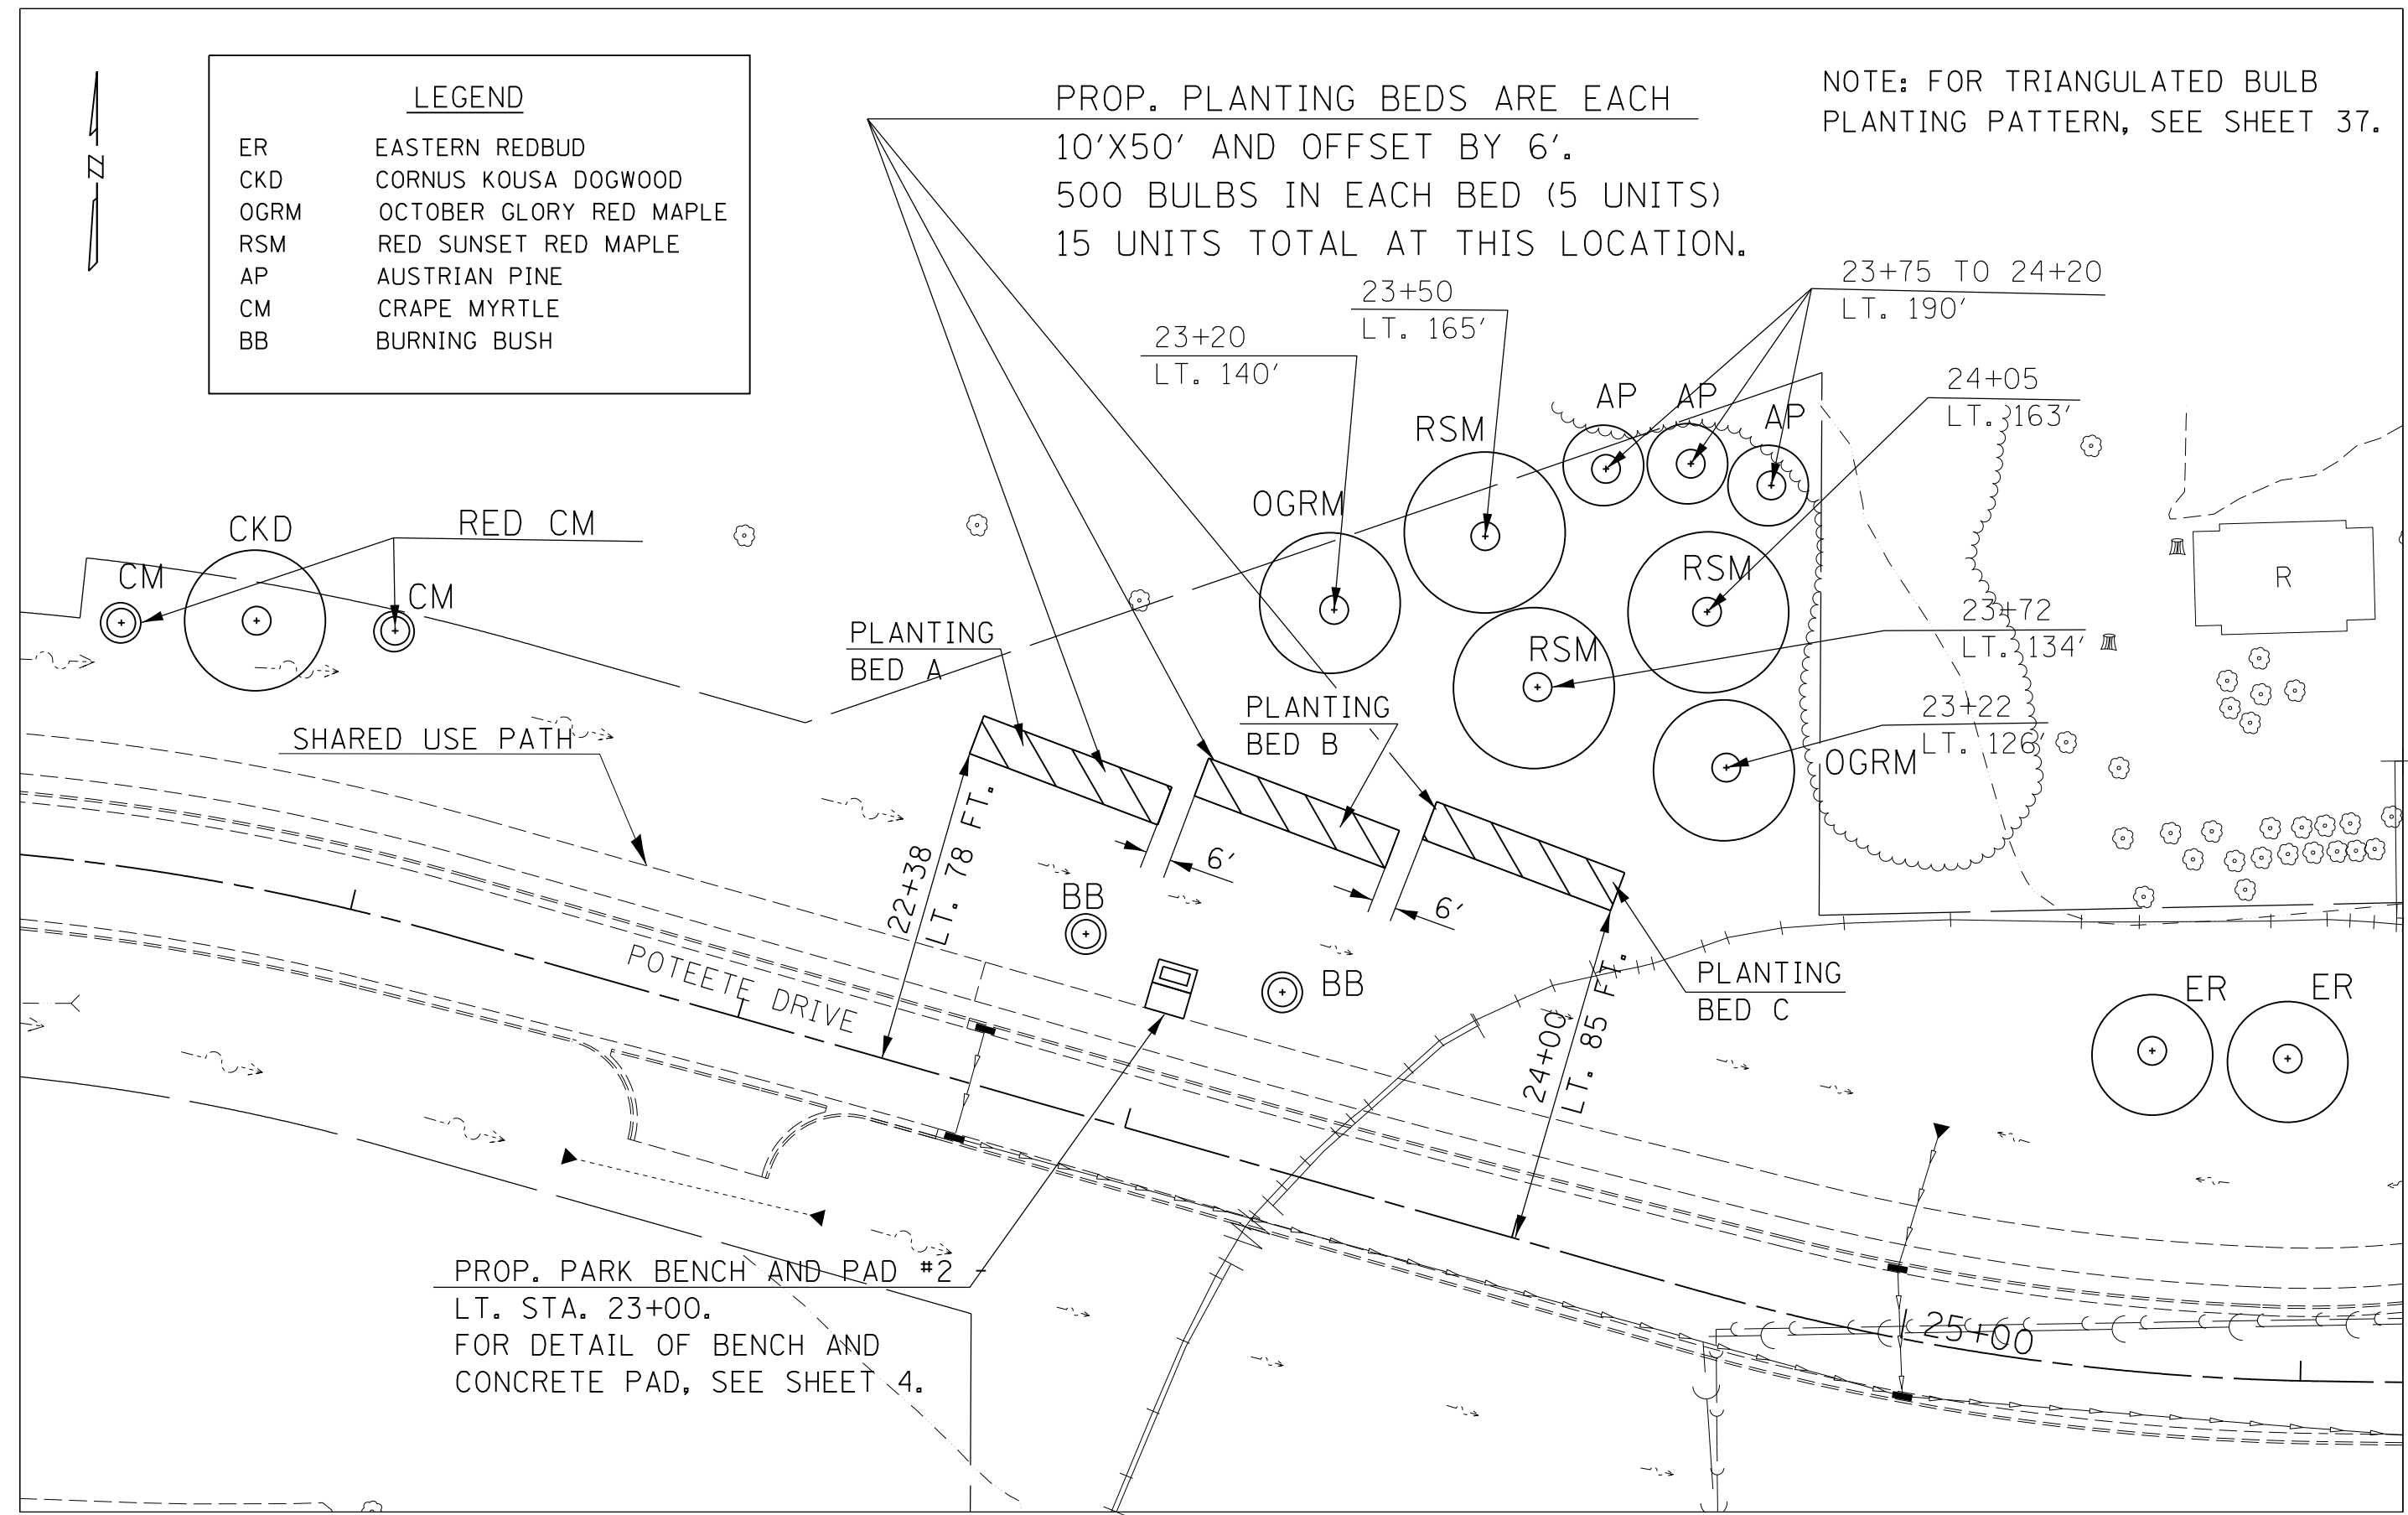 LEGEND
ER EASTERN REDBUD
CKD CORNUS KOUSA DOGWOOD
OGRM OCTOBER GLORY RED MAPLE
RSM RED SUNSET RED MAPLE
AP AUSTRIAN PINE
CM CRAPE MYRTLE
BB BURNING BUSH
N
PROP. PLANTING BEDS ARE EACH
10'X50' AND OFFSET BY 6'.
500 BULBS IN EACH BED (5 UNITS)
15 UNITS TOTAL AT THIS LOCATION.
NOTE: FOR TRIANGULATED BULB
PLANTING PATTERN, SEE SHEET 37.
23+75 TO 24+20
LT. 190'
23+50
LT. 165'
23+20
LT. 140'
24+05
LT. 163'
AP
AP
AP
RSM
OGRM
RED CM
CKD
CM
CM
RSM
R
23+72
LT. 134'
RSM
PLANTING
BED A
PLANTING
BED B
23+22
LT. 126'
OGRM
SHARED USE PATH
22+38
LT. 78 FT.
6'
6'
BB
BB
POTEETE DRIVE
24+00
LT. 85 FT.
PLANTING
BED C
ER
ER
PROP. PARK BENCH AND PAD #2 -
LT. STA. 23+00.
FOR DETAIL OF BENCH AND
CONCRETE PAD, SEE SHEET 4.
25+00